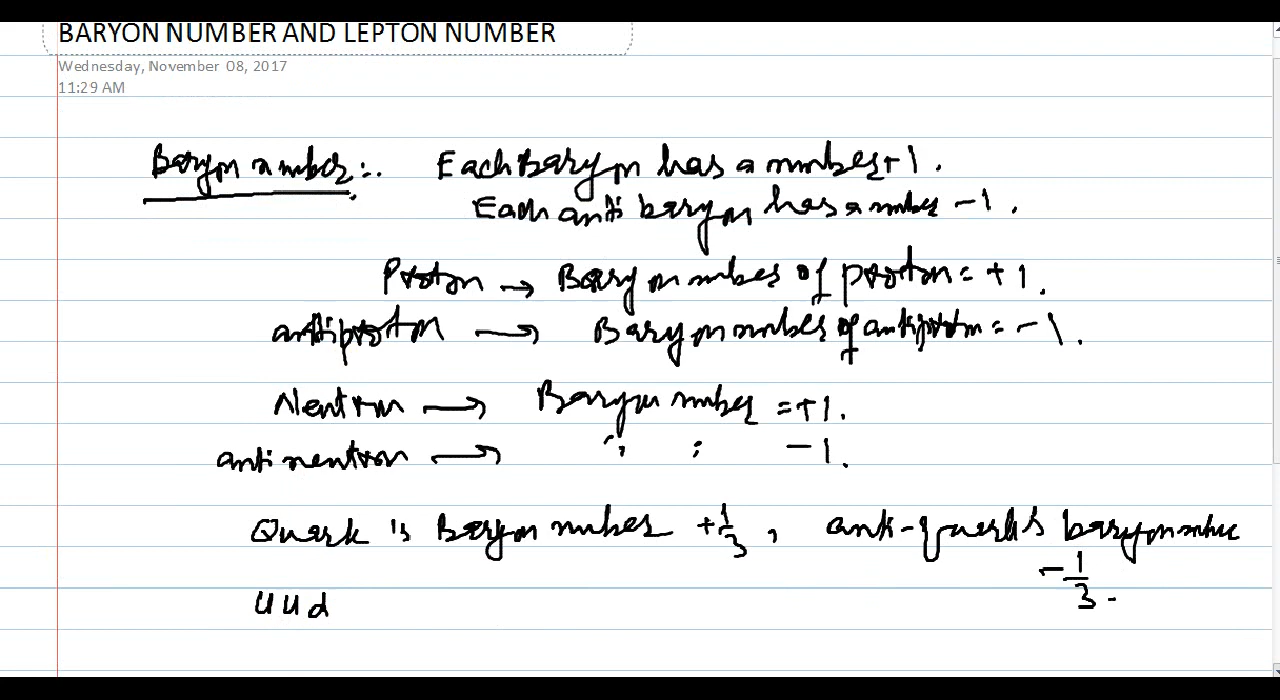 BARYON NUMBER AND LEPTON NUMBER
Wednesday, November 08, 2017
11:29 AM
Baryon number:. Each Baryon has a number +1.
Each anti baryon has a number -1.
Proton → Baryon number of proton = +1.
antiproton → Baryon number of antiproton = -1.
Neutron → Baryon number = +1.
anti neutron → " " -1.
Quark's Baryon number +1/3, anti-quark's baryon number
-1/3.
uud